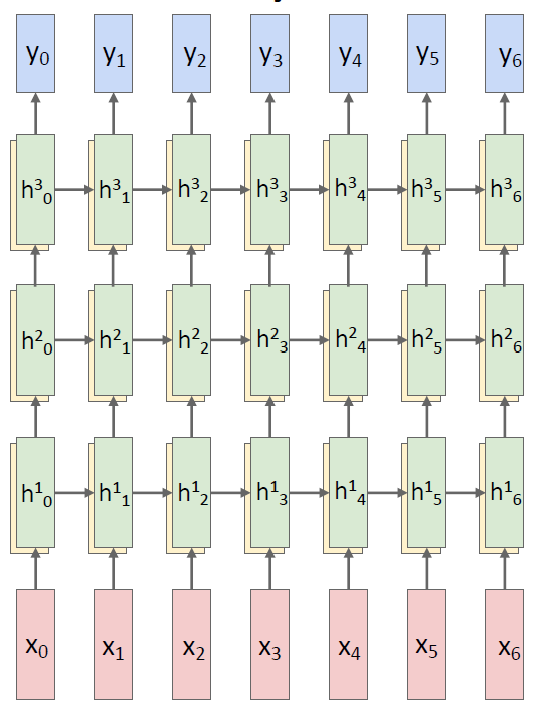 y₀ y₁ y₂ y₃ y₄ y₅ y₆
h³₀ h³₁ h³₂ h³₃ h³₄ h³₅ h³₆
h²₀ h²₁ h²₂ h²₃ h²₄ h²₅ h²₆
h¹₀ h¹₁ h¹₂ h¹₃ h¹₄ h¹₅ h¹₆
x₀ x₁ x₂ x₃ x₄ x₅ x₆